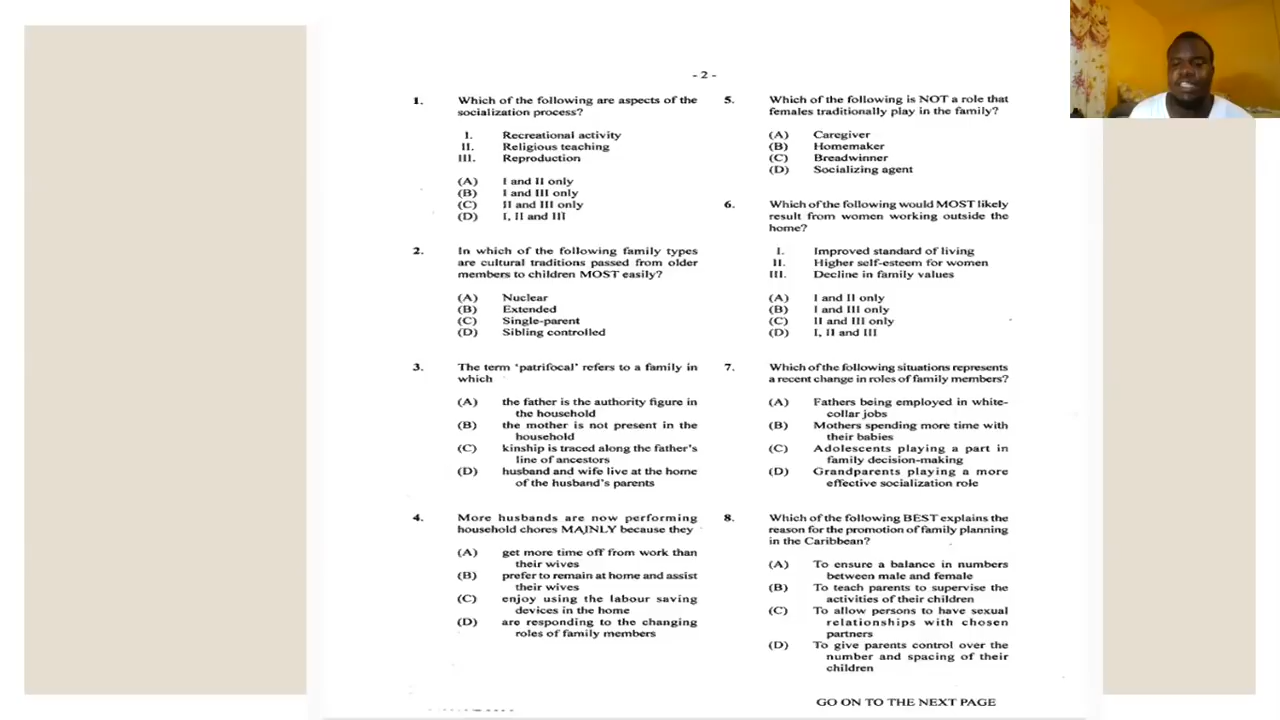 - 2 -
1. Which of the following are aspects of the
socialization process?
I. Recreational activity
II. Religious teaching
III. Reproduction
(A) I and II only
(B) I and III only
(C) II and III only
(D) I, II and III
2. In which of the following family types
are cultural traditions passed from older
members to children MOST easily?
(A) Nuclear
(B) Extended
(C) Single-parent
(D) Sibling controlled
3. The term 'patrifocal' refers to a family in
which
(A) the father is the authority figure in
the household
(B) the mother is not present in the
household
(C) kinship is traced along the father's
line of ancestors
(D) husband and wife live at the home
of the husband's parents
4. More husbands are now performing
household chores MAINLY because they
(A) get more time off from work than
their wives
(B) prefer to remain at home and assist
their wives
(C) enjoy using the labour saving
devices in the home
(D) are responding to the changing
roles of family members
5. Which of the following is NOT a role that
females traditionally play in the family?
(A) Caregiver
(B) Homemaker
(C) Breadwinner
(D) Socializing agent
6. Which of the following would MOST likely
result from women working outside the
home?
I. Improved standard of living
II. Higher self-esteem for women
III. Decline in family values
(A) I and II only
(B) I and III only
(C) II and III only
(D) I, II and III
7. Which of the following situations represents
a recent change in roles of family members?
(A) Fathers being employed in white-
collar jobs
(B) Mothers spending more time with
their babies
(C) Adolescents playing a part in
family decision-making
(D) Grandparents playing a more
effective socialization role
8. Which of the following BEST explains the
reason for the promotion of family planning
in the Caribbean?
(A) To ensure a balance in numbers
between male and female
(B) To teach parents to supervise the
activities of their children
(C) To allow persons to have sexual
relationships with chosen
partners
(D) To give parents control over the
number and spacing of their
children
GO ON TO THE NEXT PAGE